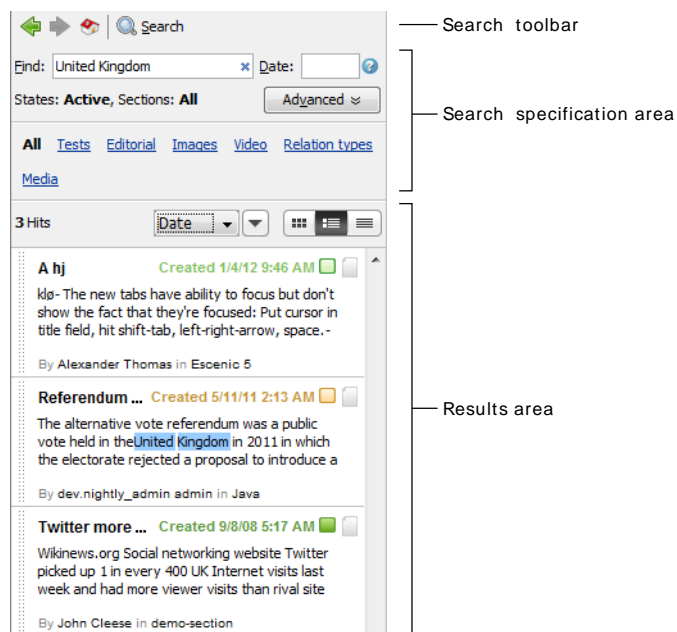 Search
Search toolbar
Find: United Kingdom × Date:
States: Active, Sections: All Advanced
Search specification area
All Tests Editorial Images Video Relation types
Media
3 Hits Date
A hj Created 1/4/12 9:46 AM
klø- The new tabs have ability to focus but don't
show the fact that they're focused: Put cursor in
title field, hit shift-tab, left-right-arrow, space.-
By Alexander Thomas in Escenic 5
Referendum ... Created 5/11/11 2:13 AM
Results area
The alternative vote referendum was a public
vote held in theUnited Kingdom in 2011 in which
the electorate rejected a proposal to introduce a
By dev.nightly_admin admin in Java
Twitter more ... Created 9/8/08 5:17 AM
Wikinews.org Social networking website Twitter
picked up 1 in every 400 UK Internet visits last
week and had more viewer visits than rival site
By John Cleese in demo-section